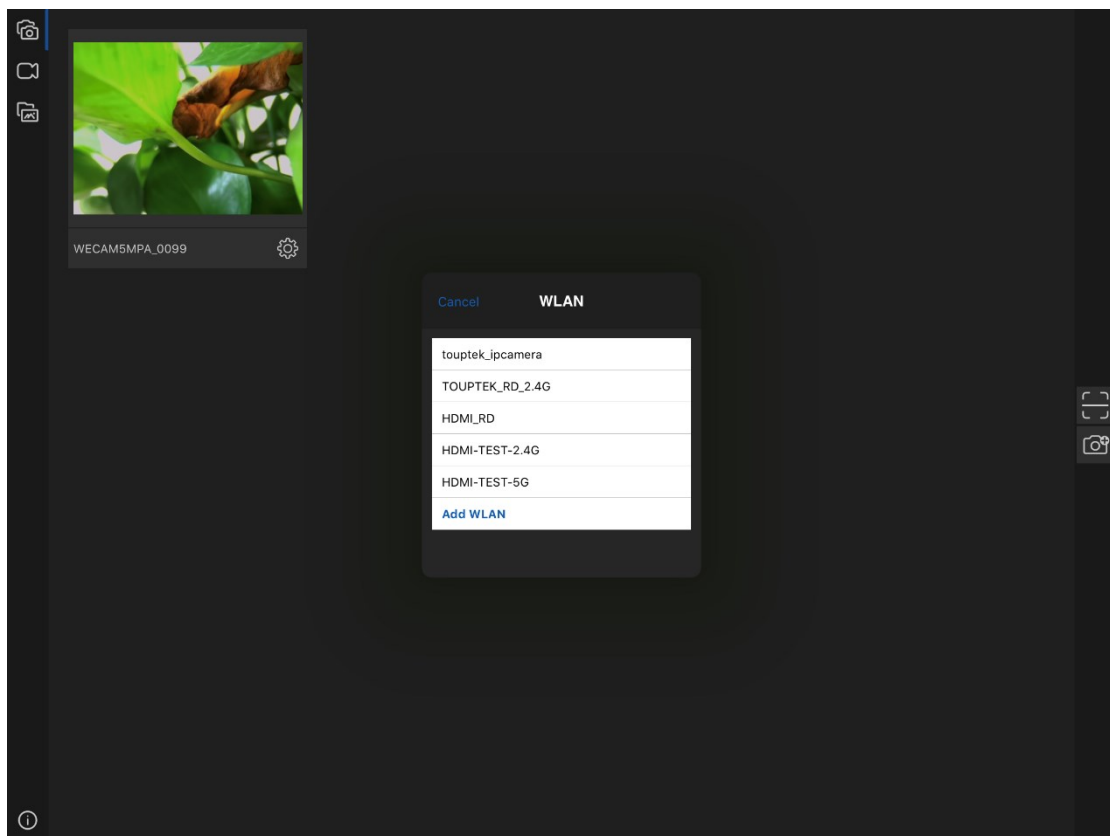 WECAM5MPA_0099
Cancel WLAN
touptek_ipcamera
TOUPTEK_RD_2.4G
HDMI_RD
HDMI-TEST-2.4G
HDMI-TEST-5G
Add WLAN